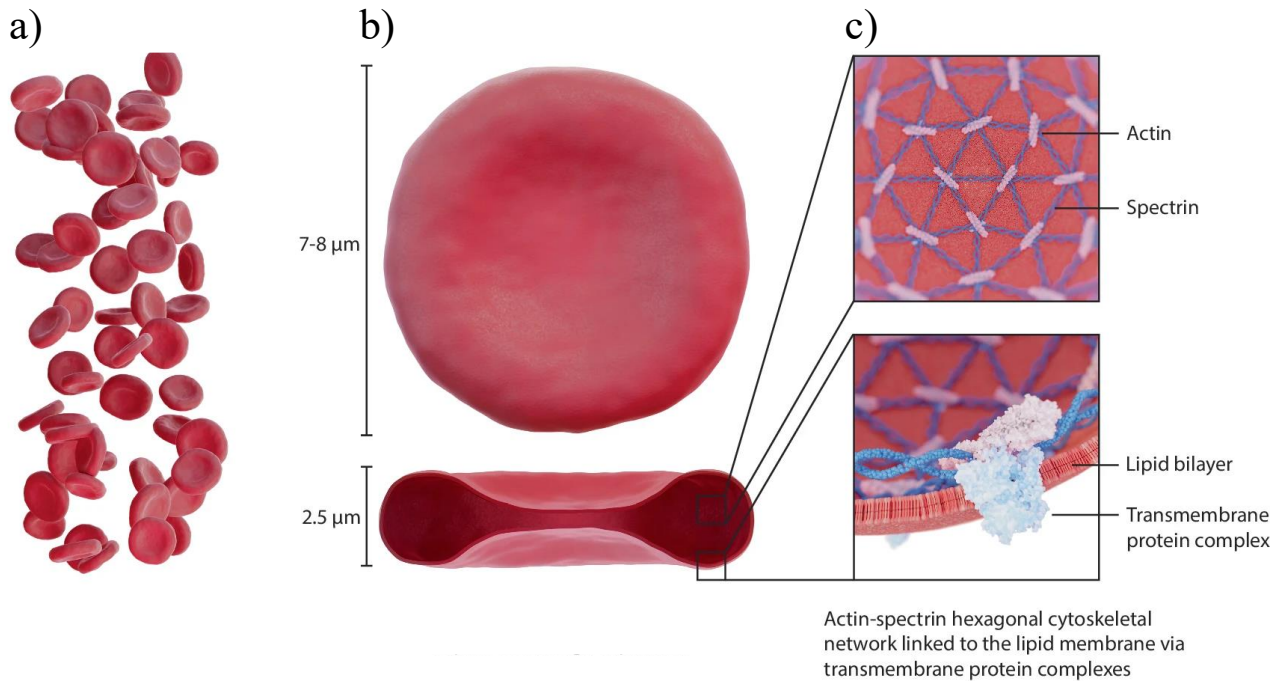 a)
b)
c)
7-8 µm
2.5 µm
Actin
Spectrin
Lipid bilayer
Transmembrane
protein complex
Actin-spectrin hexagonal cytoskeletal
network linked to the lipid membrane via
transmembrane protein complexes